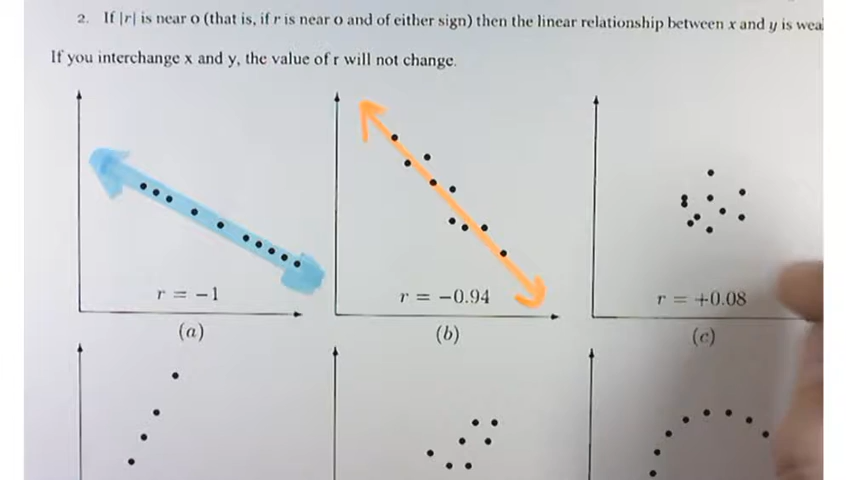 2. If |r| is near 0 (that is, if r is near 0 and of either sign) then the linear relationship between x and y is
If you interchange x and y, the value of r will not change.
r = −1
r = −0.94
r = +0.08
(a)
(b)
(c)